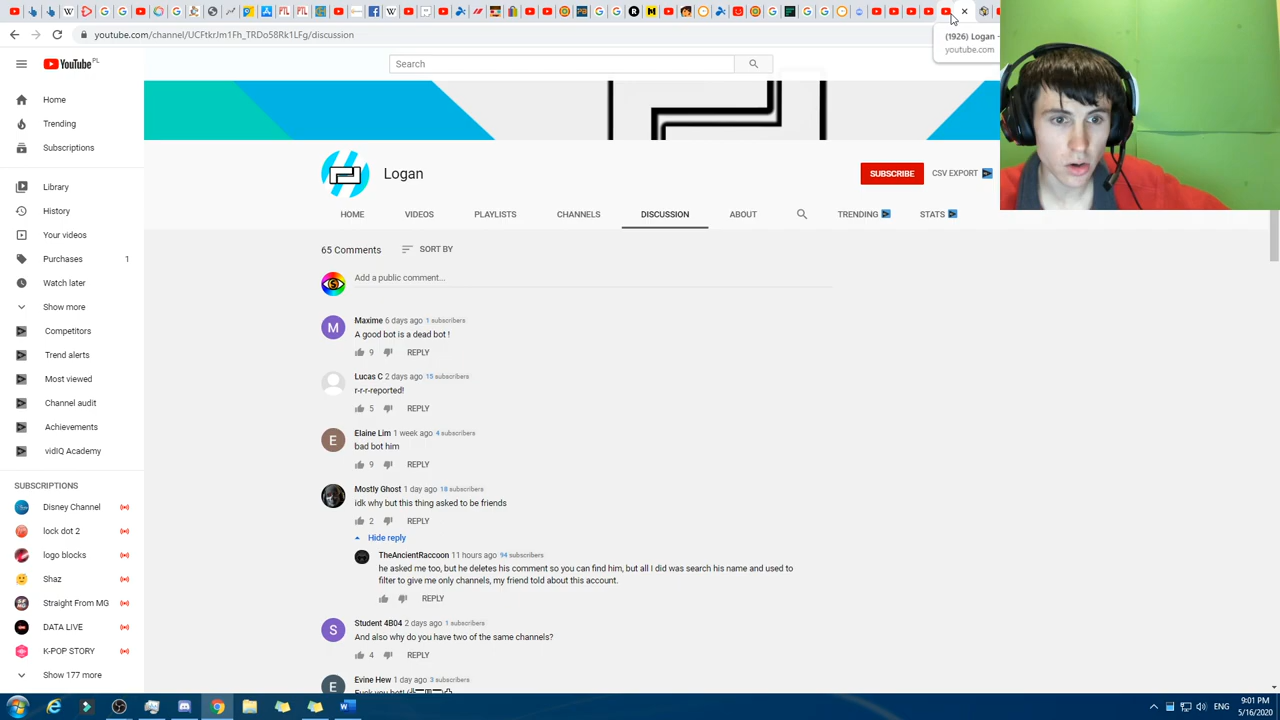 youtube.com/channel/UCFtkrJm1Fh_TRDo58Rk1LFg/discussion
(1926) Logan -
youtube.com
YouTube PL
Search
Home
Trending
Subscriptions
Library
History
Your videos
Purchases 1
Watch later
Show more
Competitors
Trend alerts
Most viewed
Channel audit
Achievements
vidIQ Academy
SUBSCRIPTIONS
Disney Channel
lock dot 2
logo blocks
Shaz
Straight From MG
DATA LIVE
K-POP STORY
Show 177 more
Logan
SUBSCRIBE
CSV EXPORT
HOME VIDEOS PLAYLISTS CHANNELS DISCUSSION ABOUT TRENDING STATS
65 Comments SORT BY
Add a public comment...
Maxime 6 days ago 1 subscribers
A good bot is a dead bot !
9 REPLY
Lucas C 2 days ago 15 subscribers
r-r-r-reported!
5 REPLY
Elaine Lim 1 week ago 4 subscribers
bad bot him
9 REPLY
Mostly Ghost 1 day ago 18 subscribers
idk why but this thing asked to be friends
2 REPLY
Hide reply
TheAncientRaccoon 11 hours ago 94 subscribers
he asked me too, but he deletes his comment so you can find him, but all I did was search his name and used to
filter to give me only channels, my friend told about this account.
REPLY
Student 4B04 2 days ago 1 subscribers
And also why do you have two of the same channels?
4 REPLY
Evine Hew 1 day ago 3 subscribers
Fuck you bot!
ENG
9:01 PM
5/16/2020